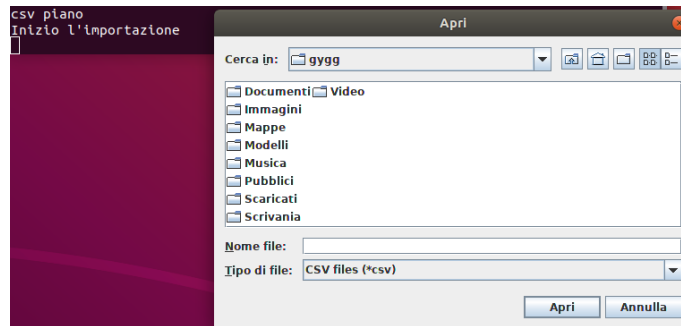 csv piano
Inizio l'importazione
Apri
Cerca in: gygg
Documenti Video
Immagini
Mappe
Modelli
Musica
Pubblici
Scaricati
Scrivania
Nome file:
Tipo di file: CSV files (*csv)
Apri Annulla